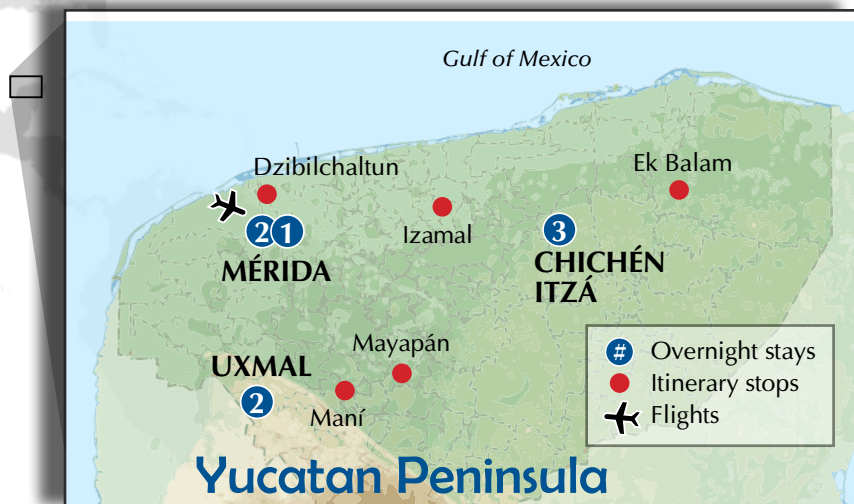 Gulf of Mexico
Dzibilchaltun
Ek Balam
2 1
Izamal
3
MÉRIDA
CHICHÉN
ITZÁ
Mayapán
UXMAL
2
Maní
# Overnight stays
Itinerary stops
Flights
Yucatan Peninsula